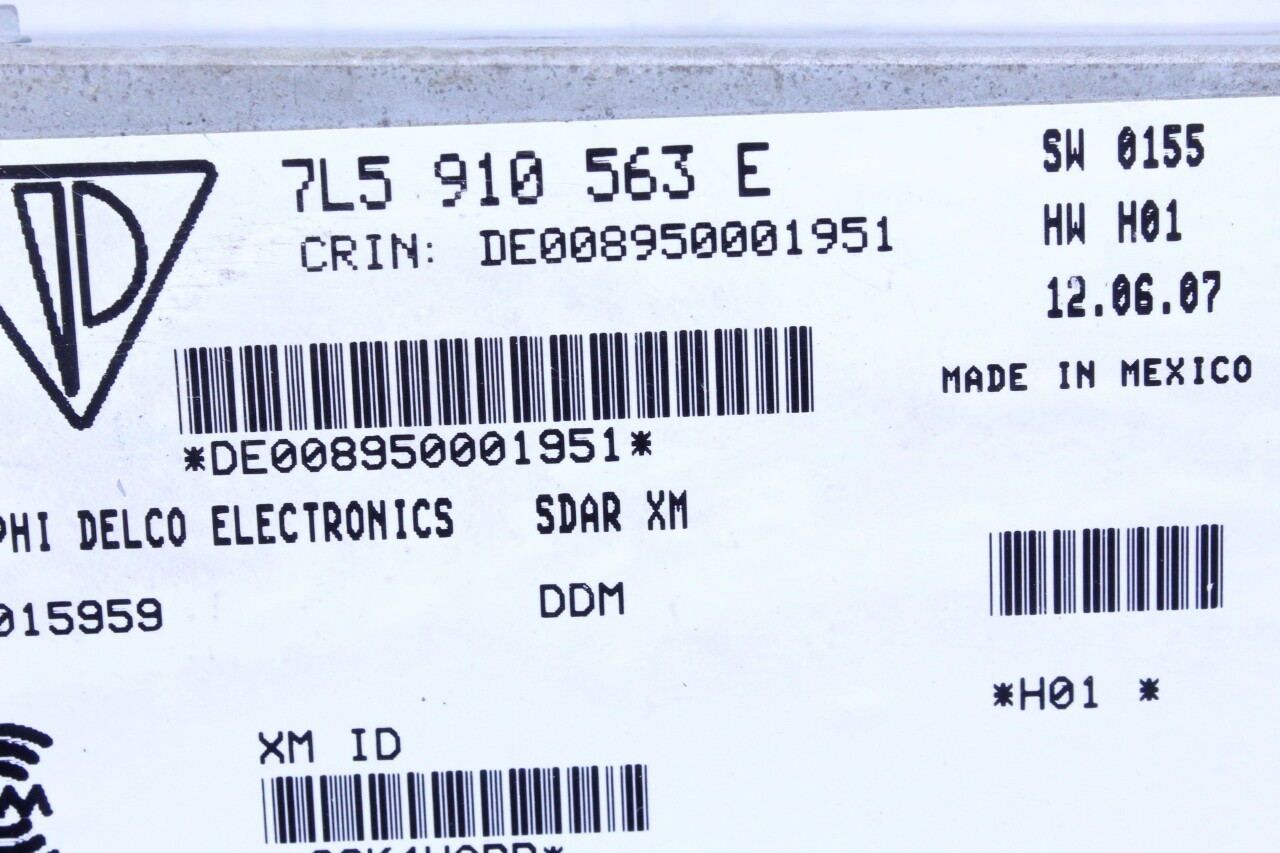 7L5 910 563 E
SW 0155
CRIN: DE008950001951
HW H01
12.06.07
MADE IN MEXICO
*DE008950001951*
PHI DELCO ELECTRONICS SDAR XM
015959
DDM
*H01 *
XM ID